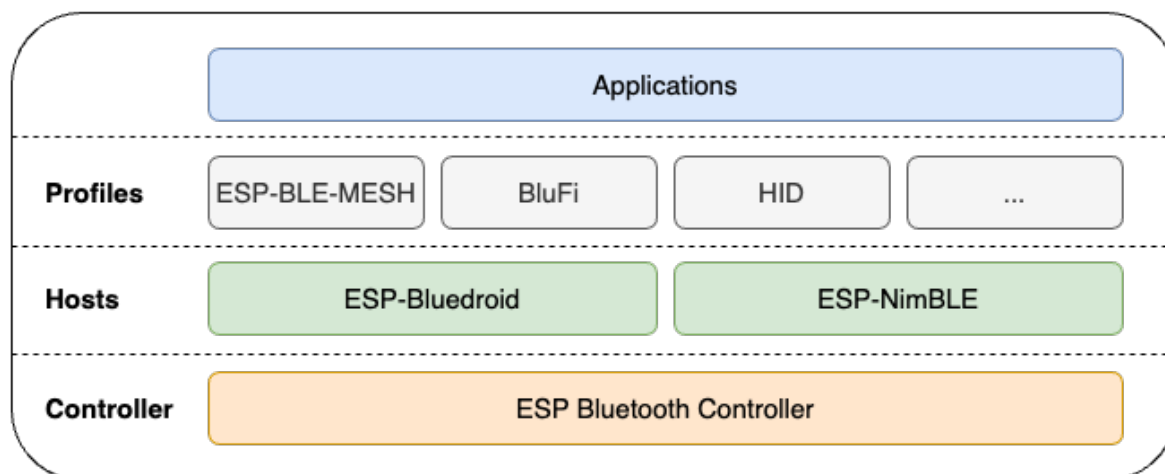 Applications
Profiles
ESP-BLE-MESH
BluFi
HID
...
Hosts
ESP-Bluedroid
ESP-NimBLE
Controller
ESP Bluetooth Controller